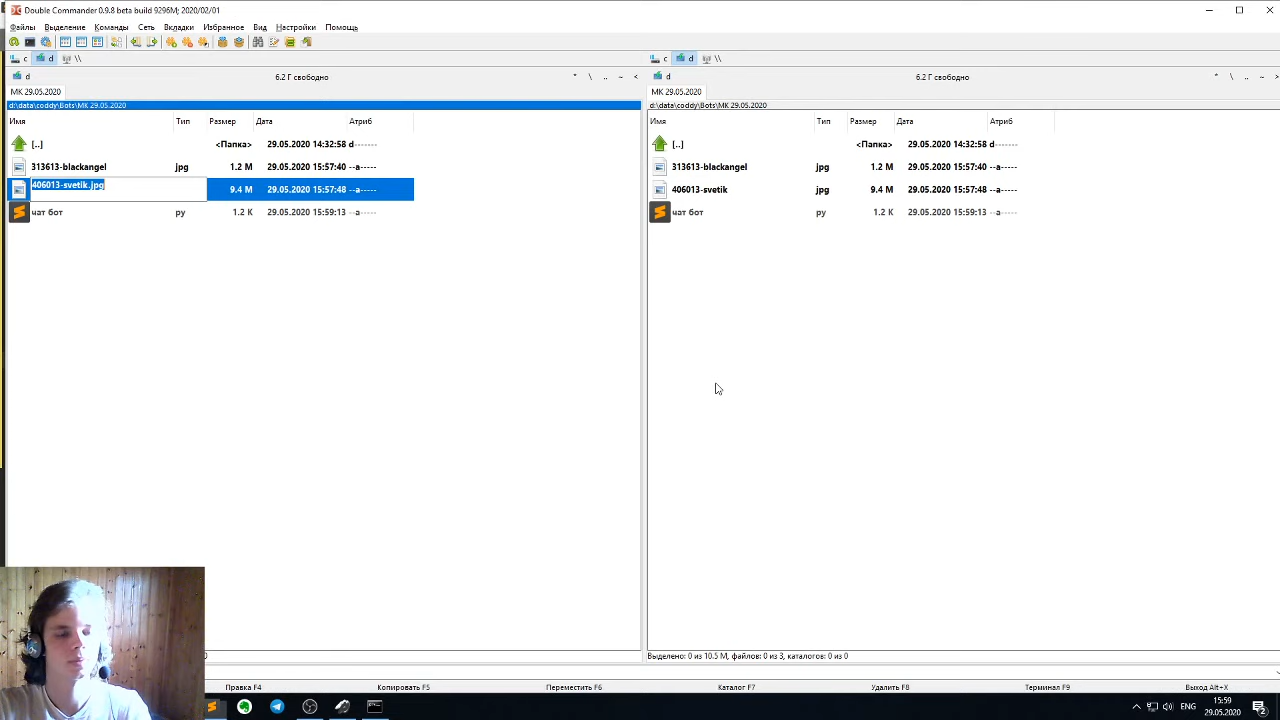 Double Commander 0.9.8 beta build 9296M; 2020/02/01
Файлы Выделение Команды Сеть Вкладки Избранное Вид Настройки Помощь
c d \\ c d \\
d 6.2 Г свободно * \ .. ~ < d 6.2 Г свободно * \ .. ~ >
МК 29.05.2020 МК 29.05.2020
d:\data\coddy\Bots\МК 29.05.2020 d:\data\coddy\Bots\МК 29.05.2020
Имя Тип Размер Дата Атриб Имя Тип Размер Дата Атриб
[..] <Папка> 29.05.2020 14:32:58 d------- [..] <Папка> 29.05.2020 14:32:58 d-------
313613-blackangel jpg 1.2 M 29.05.2020 15:57:40 --a----- 313613-blackangel jpg 1.2 M 29.05.2020 15:57:40 --a-----
406013-svetik.jpg 9.4 M 29.05.2020 15:57:48 --a----- 406013-svetik jpg 9.4 M 29.05.2020 15:57:48 --a-----
чат бот py 1.2 K 29.05.2020 15:59:13 --a----- чат бот py 1.2 K 29.05.2020 15:59:13 --a-----
Выделено: 0 из 10.5 M, файлов: 0 из 3, каталогов: 0 из 0
Правка F4 Копировать F5 Переместить F6 Каталог F7 Удалить F8 Терминал F9 Выход Alt+X
ENG 15:59
29.05.2020 2